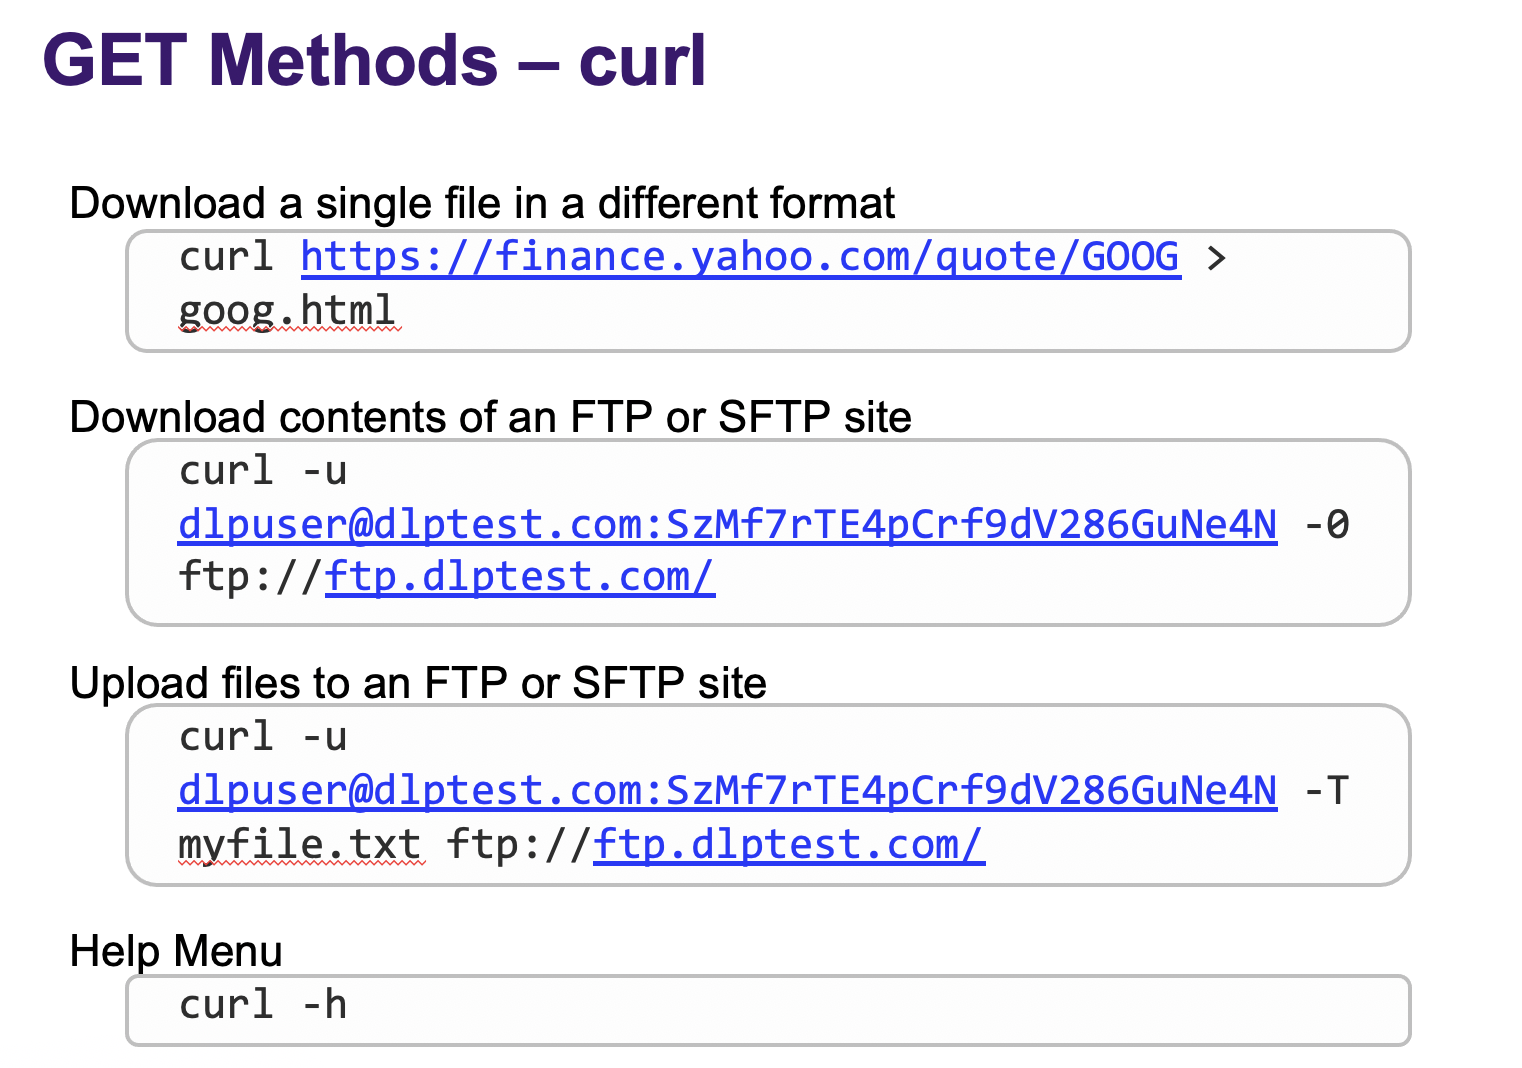 GET Methods – curl
Download a single file in a different format
curl https://finance.yahoo.com/quote/GOOG >
goog.html
Download contents of an FTP or SFTP site
curl -u
dlpuser@dlptest.com:SzMf7rTE4pCrf9dV286GuNe4N -0
ftp://ftp.dlptest.com/
Upload files to an FTP or SFTP site
curl -u
dlpuser@dlptest.com:SzMf7rTE4pCrf9dV286GuNe4N -T
myfile.txt ftp://ftp.dlptest.com/
Help Menu
curl -h